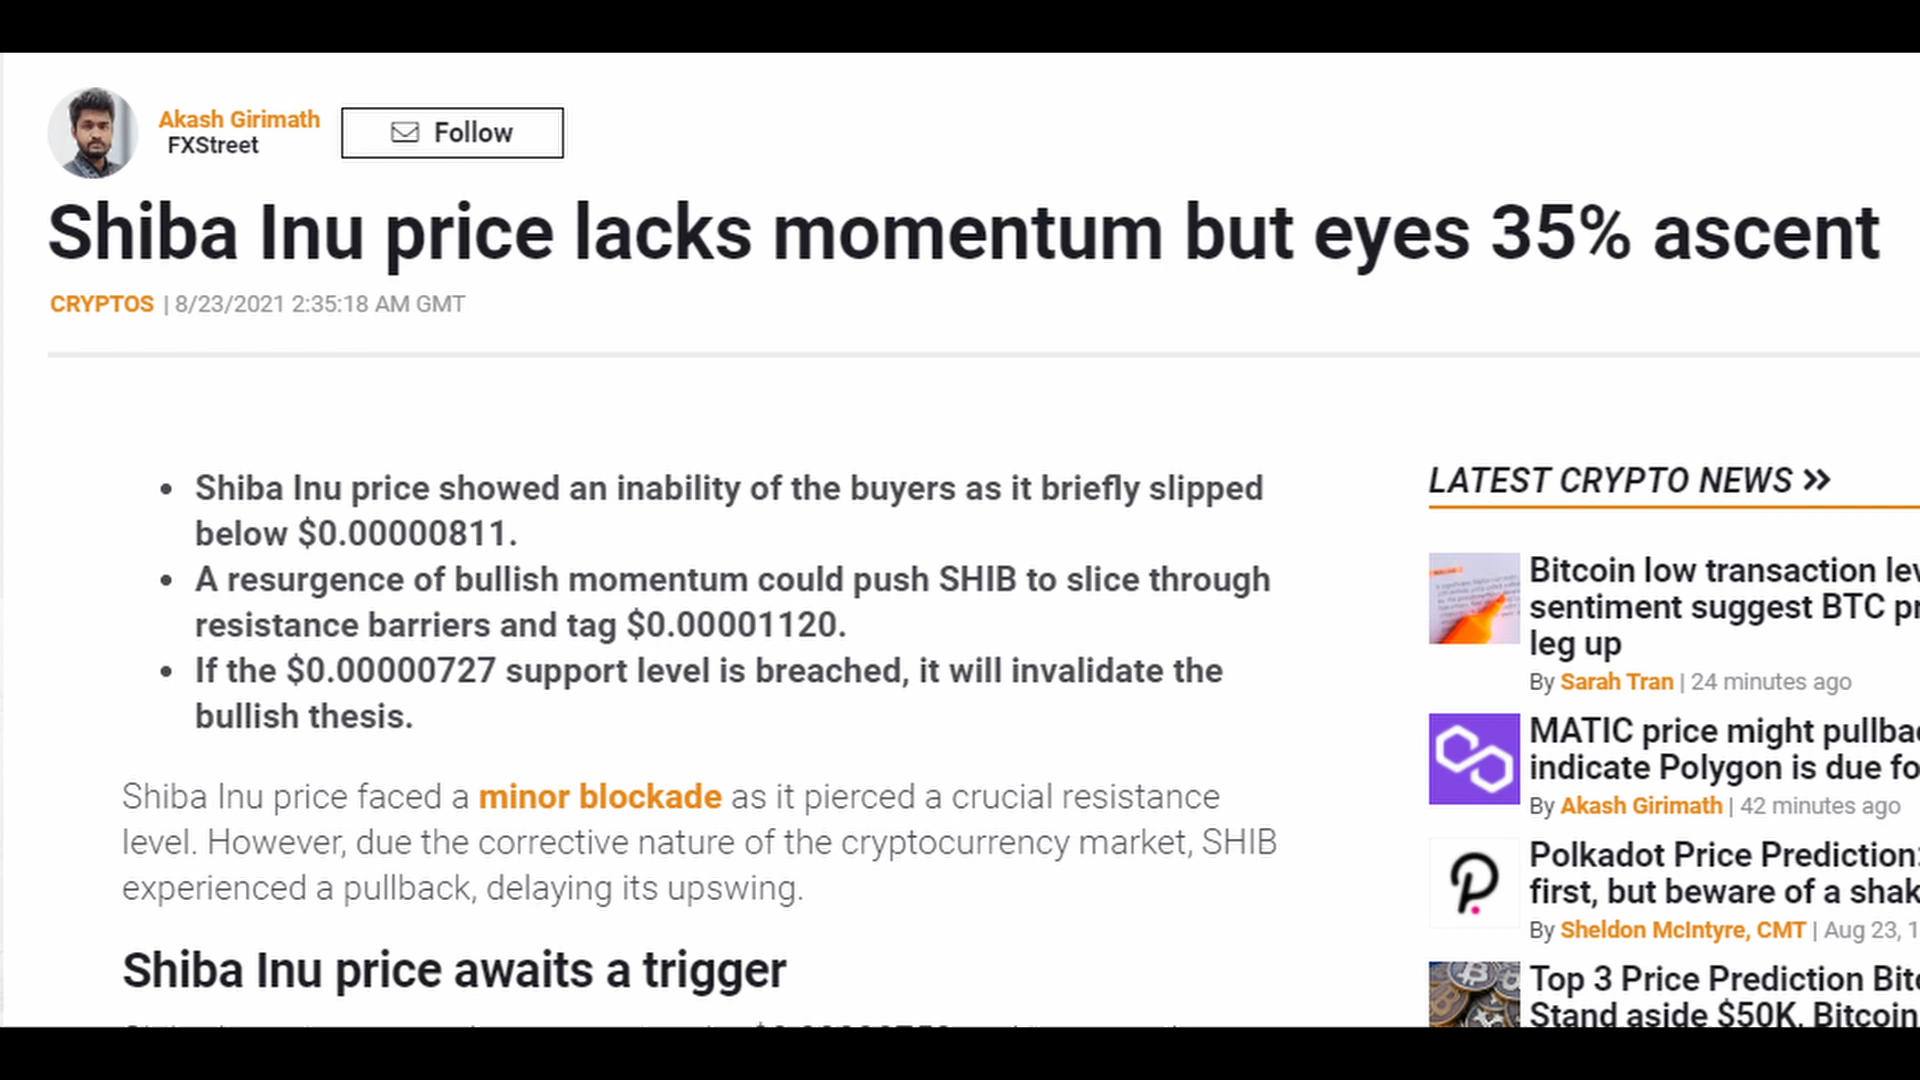 Akash Girimath
FXStreet
Follow
Shiba Inu price lacks momentum but eyes 35% ascent
CRYPTOS | 8/23/2021 2:35:18 AM GMT
Shiba Inu price showed an inability of the buyers as it briefly slipped
below $0.00000811.
A resurgence of bullish momentum could push SHIB to slice through
resistance barriers and tag $0.00001120.
If the $0.00000727 support level is breached, it will invalidate the
bullish thesis.
Shiba Inu price faced a minor blockade as it pierced a crucial resistance
level. However, due the corrective nature of the cryptocurrency market, SHIB
experienced a pullback, delaying its upswing.
Shiba Inu price awaits a trigger
LATEST CRYPTO NEWS
Bitcoin low transaction
sentiment suggest BTC
leg up
By Sarah Tran | 24 minutes ago
MATIC price might
indicate Polygon is due
By Akash Girimath | 42 minutes ago
Polkadot Price Prediction:
first, but beware of a
By Sheldon McIntyre, CMT | Aug 23,
Top 3 Price Prediction
Stand aside $50K, Bitcoin